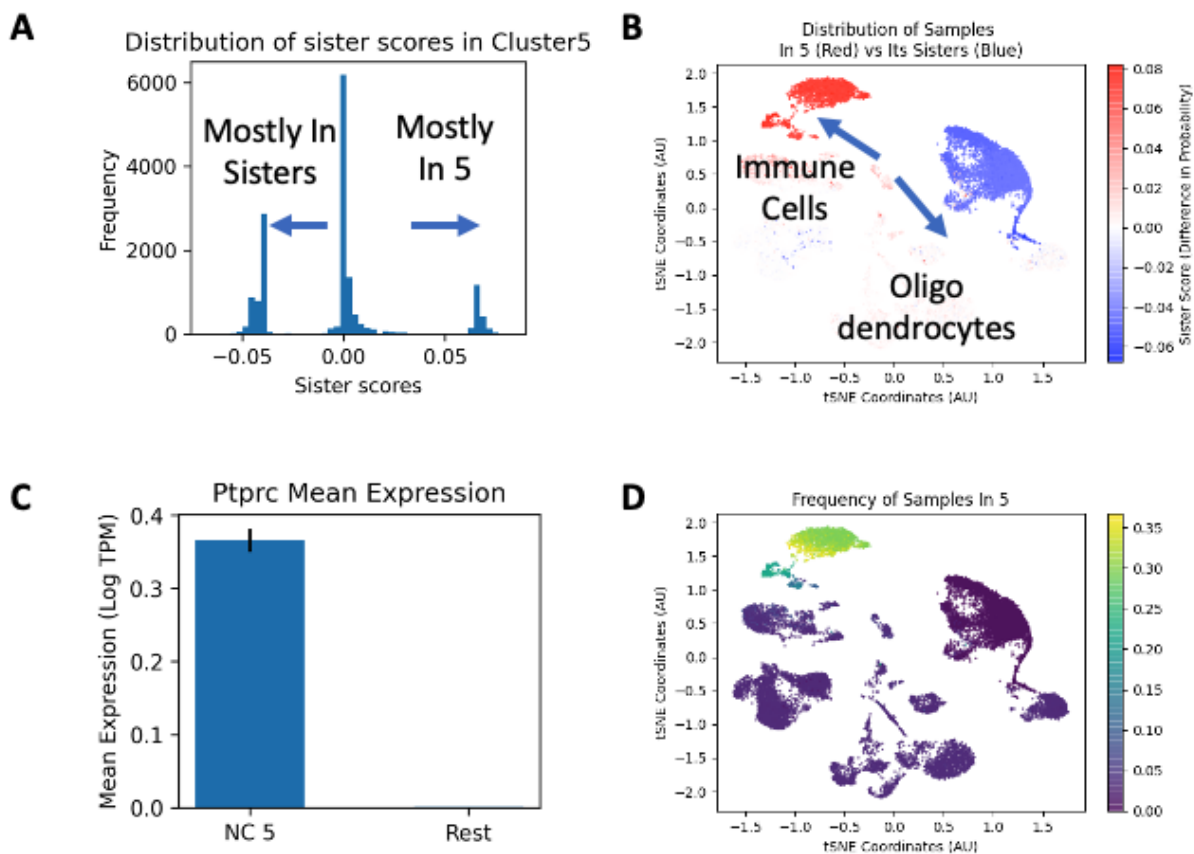 A
Distribution of sister scores in Cluster5
6000
4000
2000
0
Frequency
Mostly In
Sisters
Mostly
In 5
−0.05
0.00
0.05
Sister scores
B
Distribution of Samples
In 5 (Red) vs Its Sisters (Blue)
2.0
1.5
1.0
0.5
0.0
−0.5
−1.0
−1.5
−2.0
tSNE Coordinates (AU)
Immune
Cells
Oligo
dendrocytes
−1.5
−1.0
−0.5
0.0
0.5
1.0
1.5
tSNE Coordinates (AU)
0.08
0.06
0.04
0.02
0.00
−0.02
−0.04
−0.06
Sister Score (Difference in Probability)
C
Ptprc Mean Expression
0.4
0.3
0.2
0.1
0.0
Mean Expression (Log TPM)
NC 5
Rest
D
Frequency of Samples In 5
2.0
1.5
1.0
0.5
0.0
−0.5
−1.0
−1.5
−2.0
tSNE Coordinates (AU)
−1.5
−1.0
−0.5
0.0
0.5
1.0
1.5
tSNE Coordinates (AU)
0.35
0.30
0.25
0.20
0.15
0.10
0.05
0.00